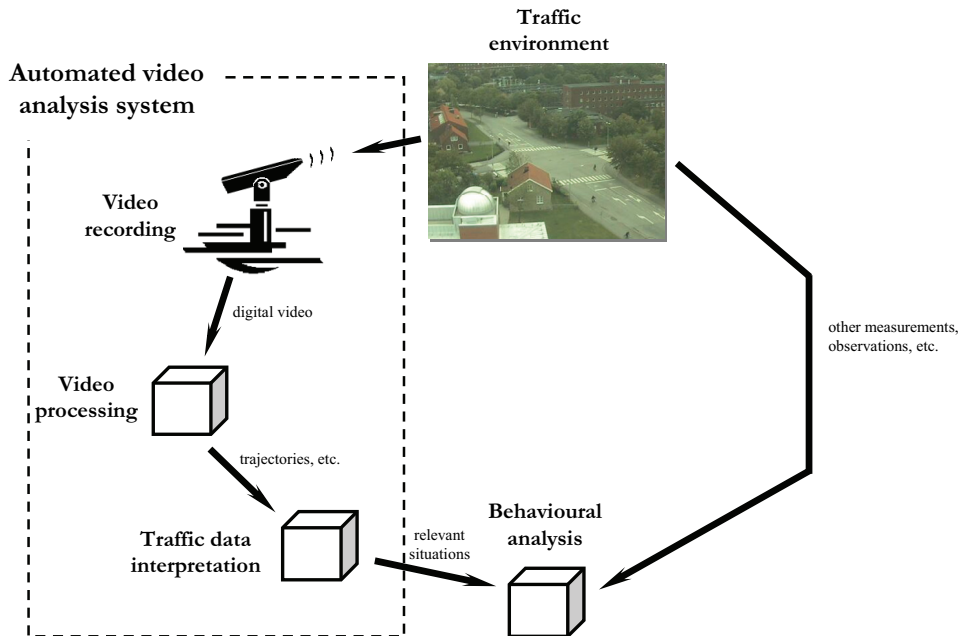 Traffic
environment
Automated video
analysis system
Video
recording
digital video
other measurements,
observations, etc.
Video
processing
trajectories, etc.
Traffic data
interpretation
relevant
situations
Behavioural
analysis